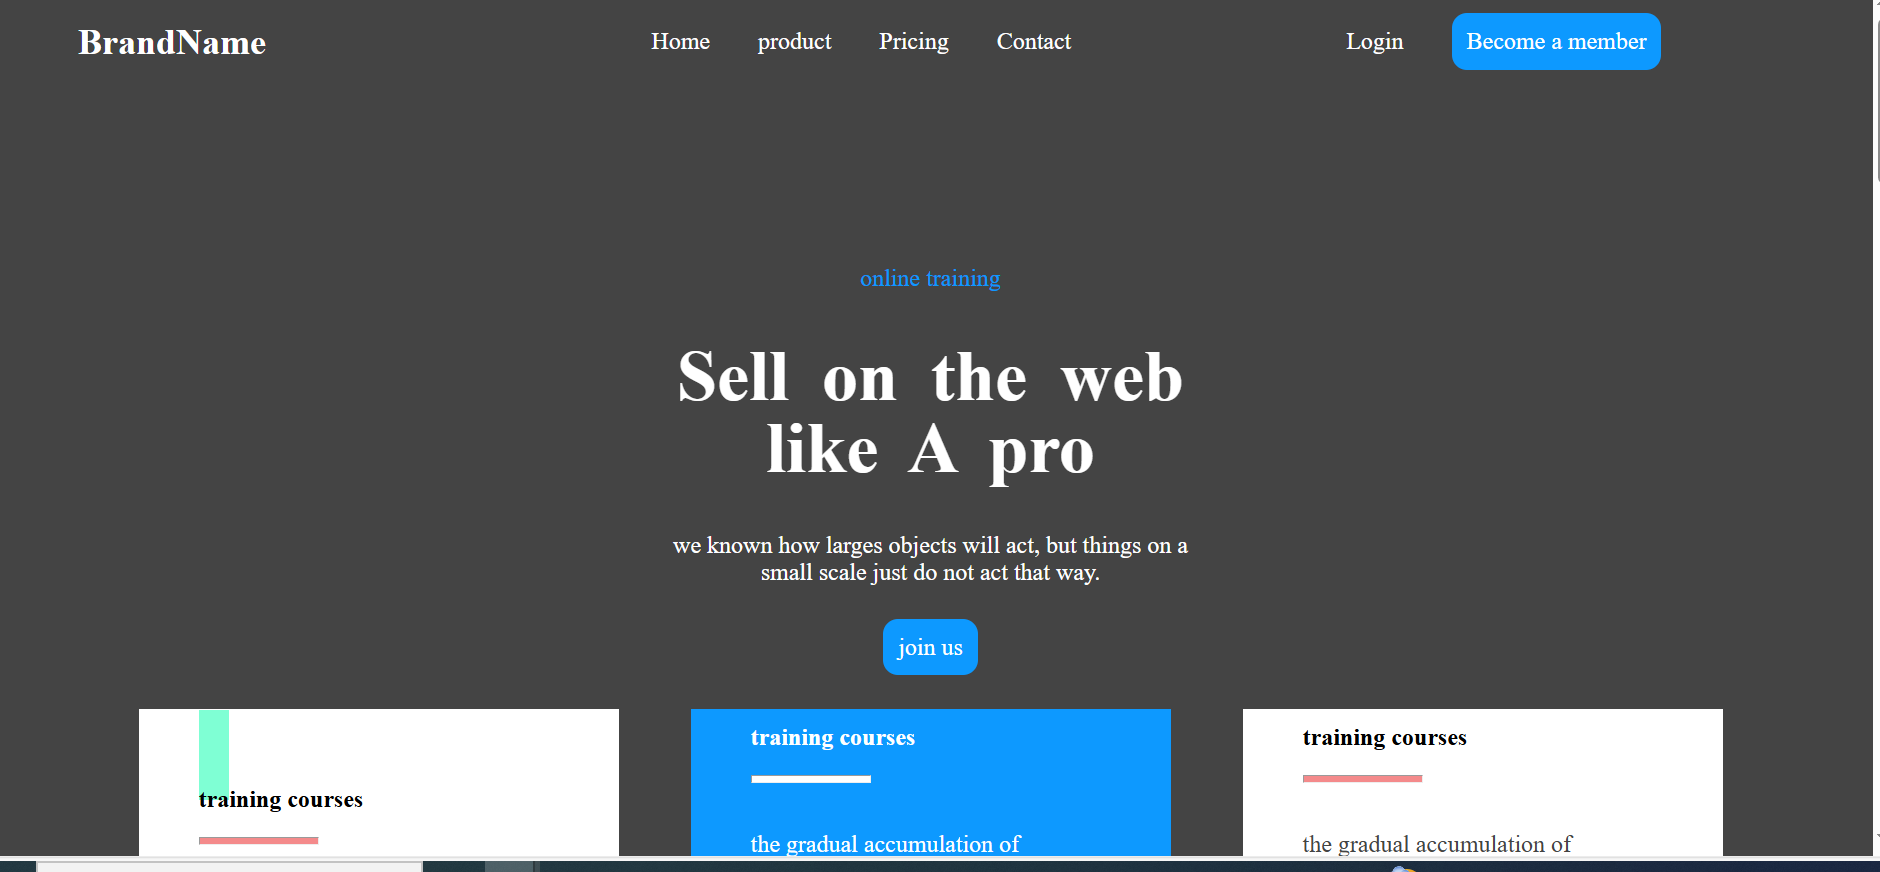 BrandName Home product Pricing Contact Login Become a member
online training
Sell on the web
like A pro
we known how larges objects will act, but things on a
small scale just do not act that way.
join us
training courses
training courses
the gradual accumulation of
training courses
the gradual accumulation of